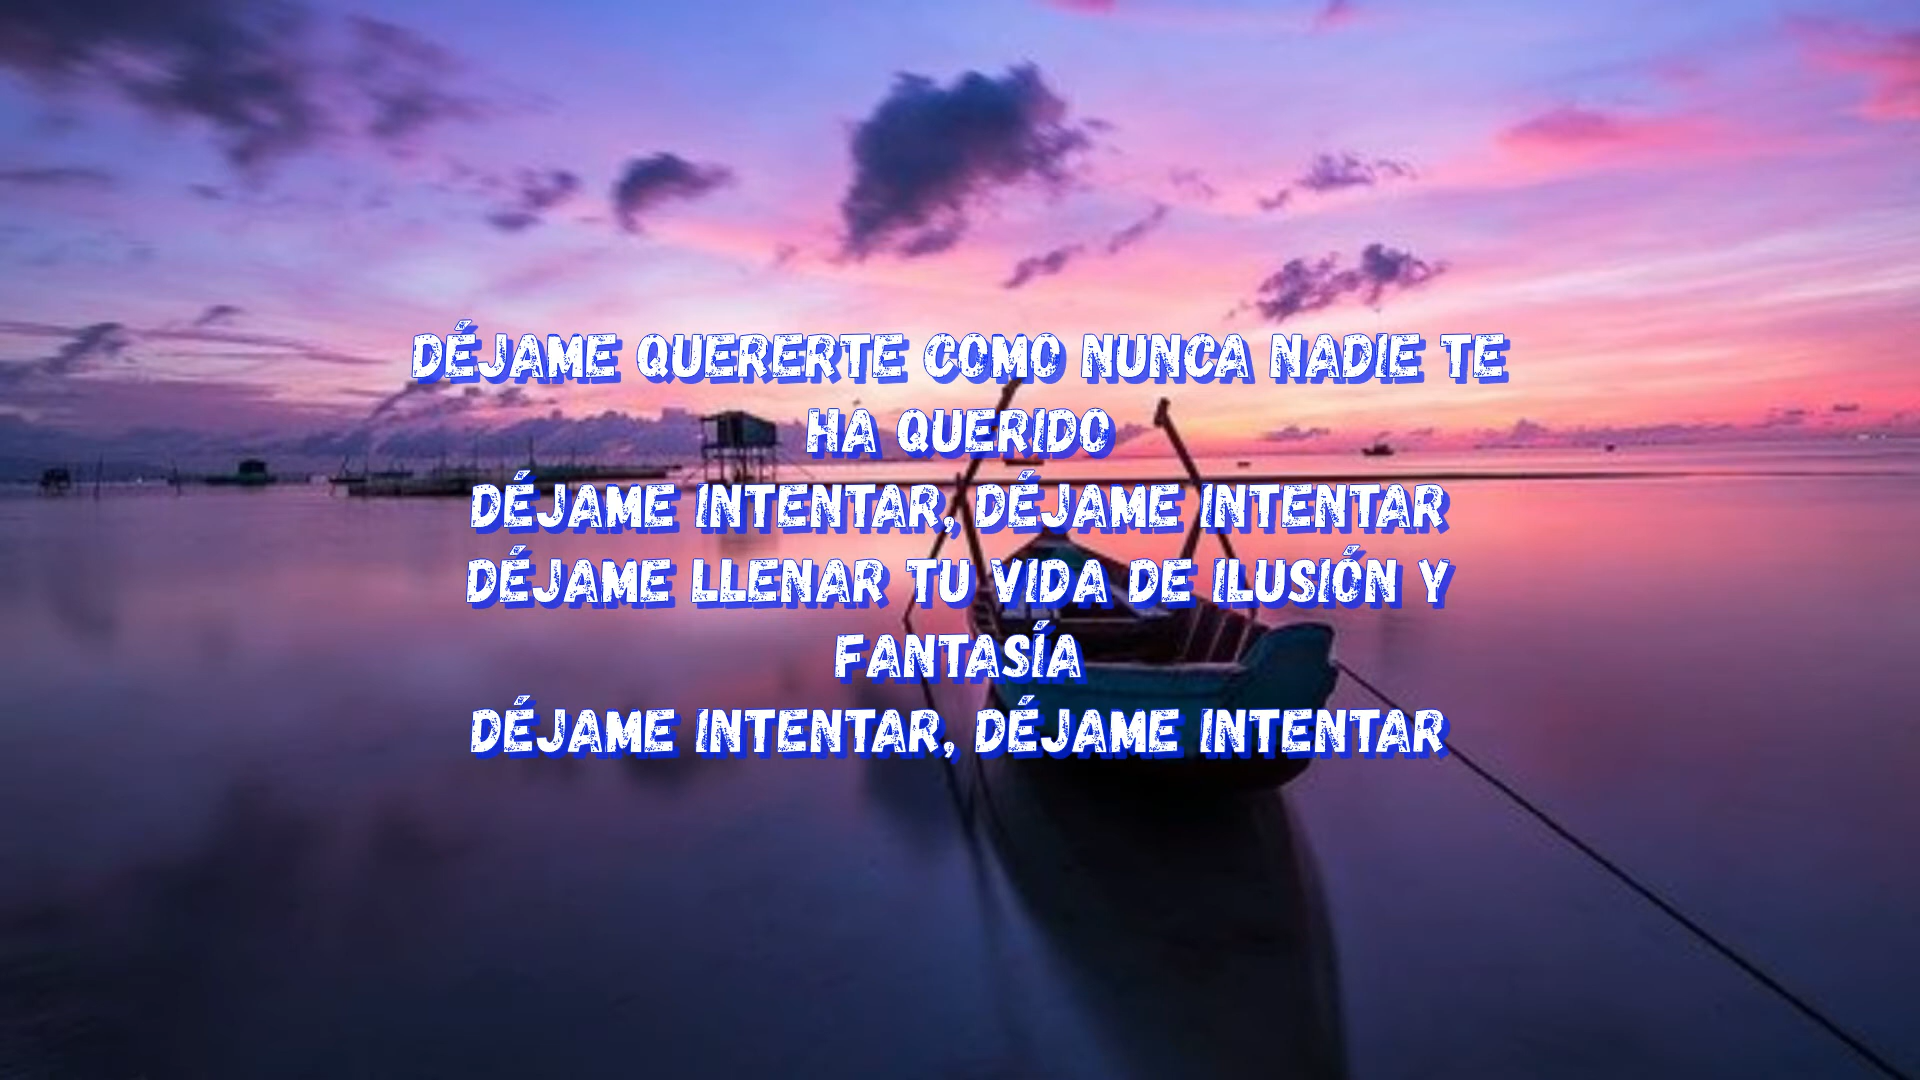 DÉJAME QUERERTE COMO NUNCA NADIE TE
HA QUERIDO
DÉJAME INTENTAR, DÉJAME INTENTAR
DÉJAME LLENAR TU VIDA DE ILUSIÓN Y
FANTASÍA
DÉJAME INTENTAR, DÉJAME INTENTAR